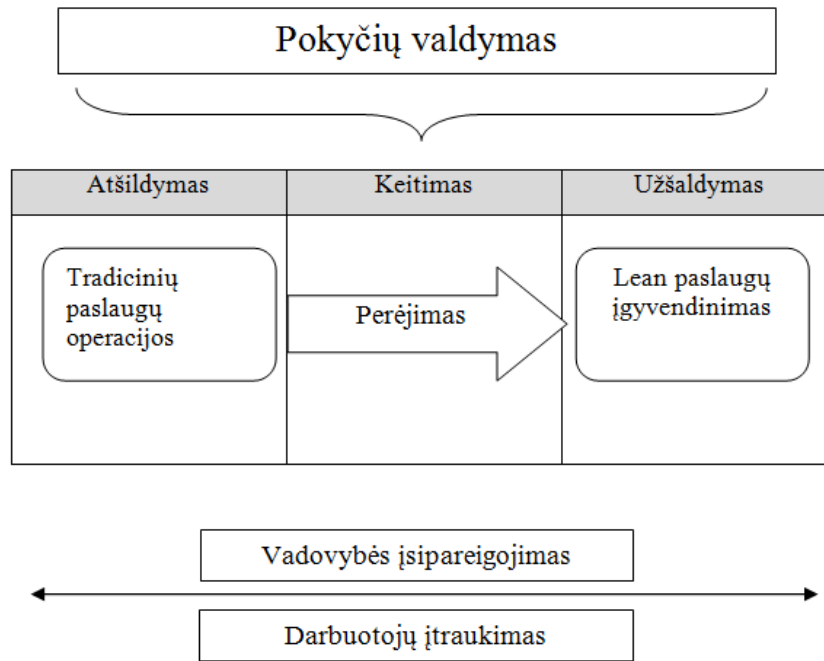 Pokyčių valdymas
Atšildymas
Keitimas
Užšaldymas
Tradicinių
paslaugų
operacijos
Perėjimas
Lean paslaugų
įgyvendinimas
Vadovybės įsipareigojimas
Darbuotojų įtraukimas